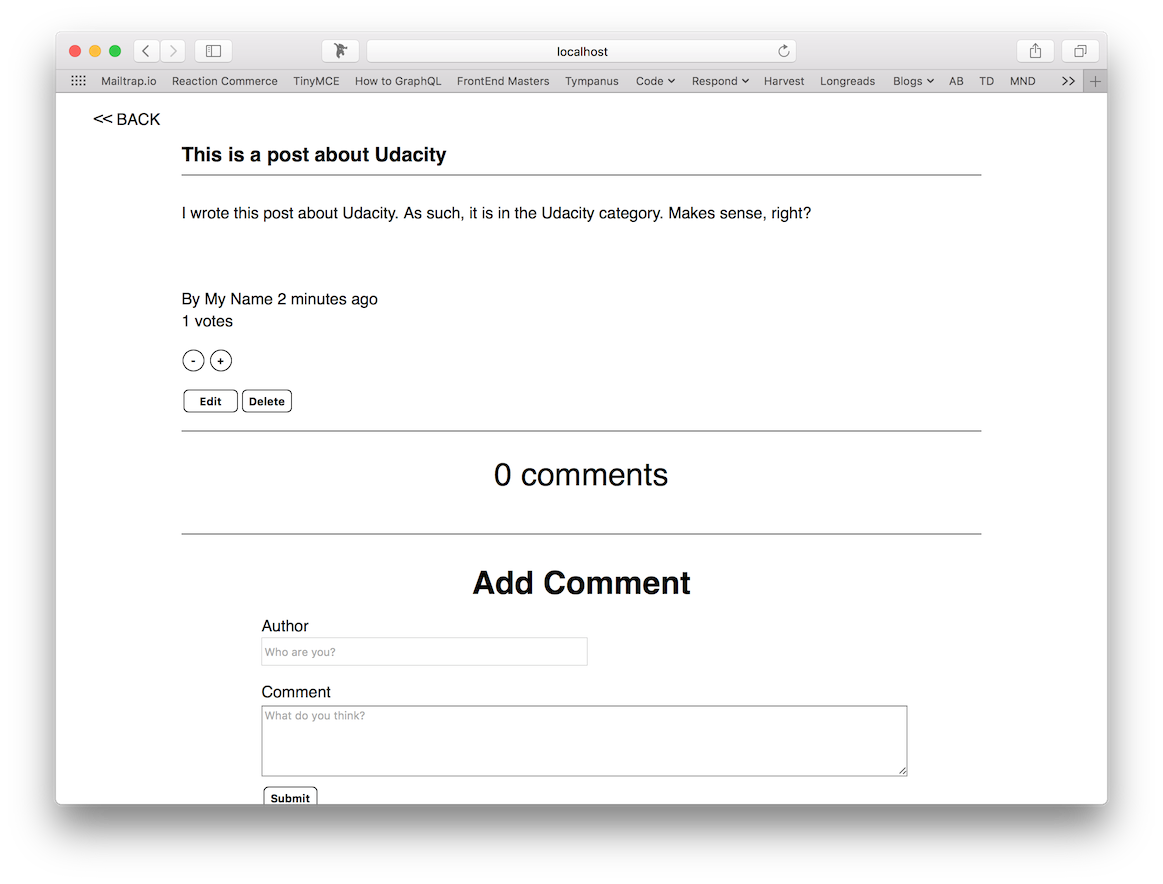 localhost
Mailtrap.io Reaction Commerce TinyMCE How to GraphQL FrontEnd Masters Tympanus Code Respond Harvest Longreads Blogs AB TD MND >> +
<< BACK
This is a post about Udacity
I wrote this post about Udacity. As such, it is in the Udacity category. Makes sense, right?
By My Name 2 minutes ago
1 votes
- +
Edit Delete
0 comments
Add Comment
Author
Who are you?
Comment
What do you think?
Submit